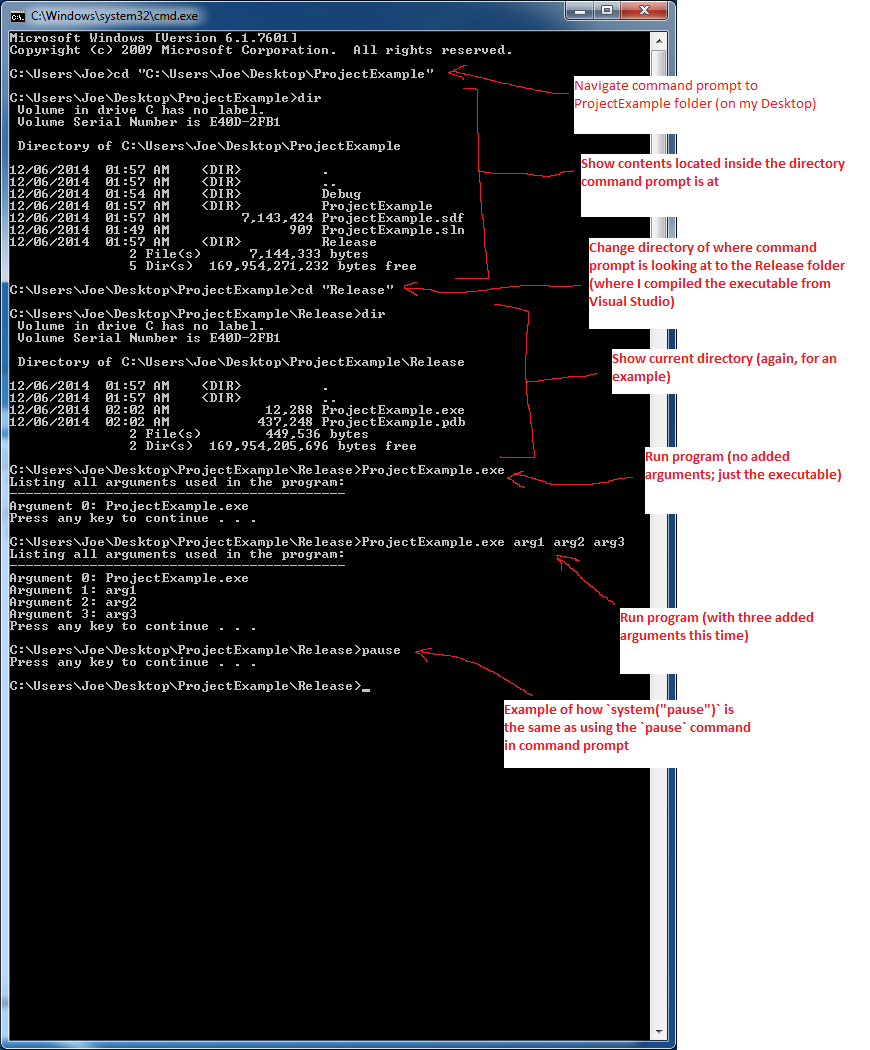 C:\Windows\system32\cmd.exe
Microsoft Windows [Version 6.1.7601]
Copyright (c) 2009 Microsoft Corporation.  All rights reserved.
C:\Users\Joe>cd "C:\Users\Joe\Desktop\ProjectExample"
Navigate command prompt to
ProjectExample folder (on my Desktop)
C:\Users\Joe\Desktop\ProjectExample>dir
Volume in drive C has no label.
Volume Serial Number is E40D-2FB1
Directory of C:\Users\Joe\Desktop\ProjectExample
12/06/2014  01:57 AM    <DIR>          .
12/06/2014  01:57 AM    <DIR>          ..
12/06/2014  01:54 AM    <DIR>          Debug
12/06/2014  01:57 AM    <DIR>          ProjectExample
12/06/2014  01:57 AM         7,143,424 ProjectExample.sdf
12/06/2014  01:49 AM               909 ProjectExample.sln
12/06/2014  01:57 AM    <DIR>          Release
2 File(s)      7,144,333 bytes
5 Dir(s)  169,954,271,232 bytes free
Show contents located inside the directory
command prompt is at
C:\Users\Joe\Desktop\ProjectExample>cd "Release"
Change directory of where command
prompt is looking at to the Release folder
(where I compiled the executable from
Visual Studio)
C:\Users\Joe\Desktop\ProjectExample\Release>dir
Volume in drive C has no label.
Volume Serial Number is E40D-2FB1
Directory of C:\Users\Joe\Desktop\ProjectExample\Release
12/06/2014  01:57 AM    <DIR>          .
12/06/2014  01:57 AM    <DIR>          ..
12/06/2014  02:02 AM            12,288 ProjectExample.exe
12/06/2014  02:02 AM           437,248 ProjectExample.pdb
2 File(s)        449,536 bytes
2 Dir(s)  169,954,205,696 bytes free
Show current directory (again, for an
example)
C:\Users\Joe\Desktop\ProjectExample\Release>ProjectExample.exe
Listing all arguments used in the program:
------------------------------------------
Argument 0: ProjectExample.exe
Press any key to continue . . .
Run program (no added
arguments; just the executable)
C:\Users\Joe\Desktop\ProjectExample\Release>ProjectExample.exe arg1 arg2 arg3
Listing all arguments used in the program:
------------------------------------------
Argument 0: ProjectExample.exe
Argument 1: arg1
Argument 2: arg2
Argument 3: arg3
Press any key to continue . . .
Run program (with three added
arguments this time)
C:\Users\Joe\Desktop\ProjectExample\Release>pause
Press any key to continue . . .
C:\Users\Joe\Desktop\ProjectExample\Release>_
Example of how `system("pause")` is
the same as using the `pause` command
in command prompt